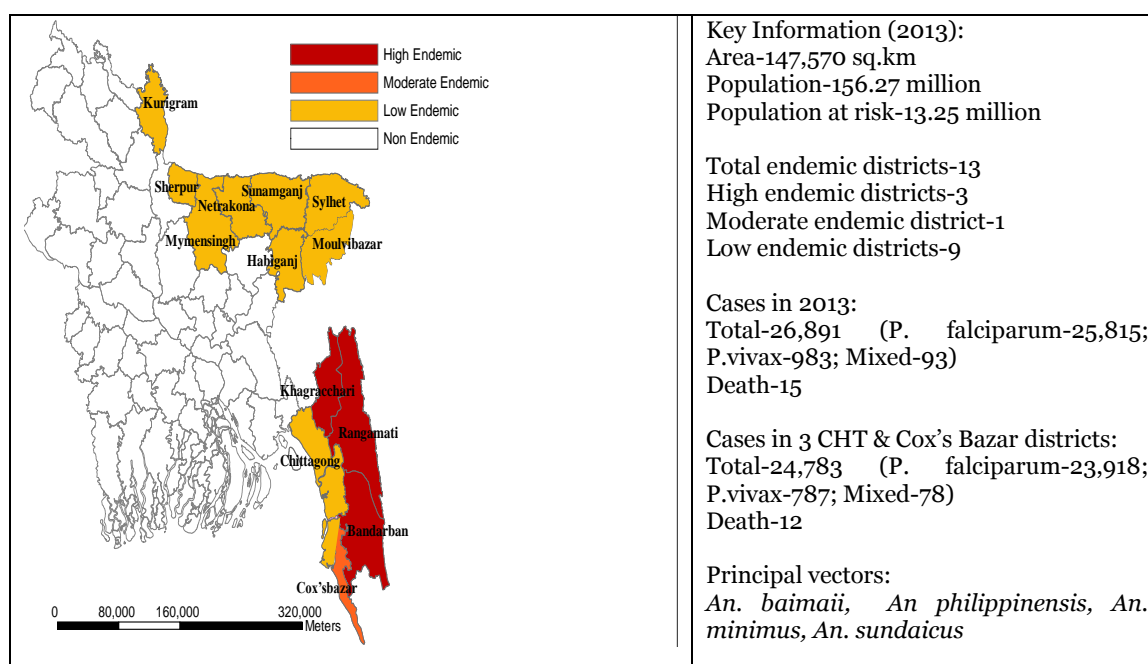 High Endemic
Moderate Endemic
Low Endemic
Non Endemic
Kurigram
Sherpur
Netrakona
Sunamganj
Sylhet
Mymensingh
Habiganj
Moulvibazar
Khagracchari
Rangamati
Chittagong
Bandarban
Cox'sbazar
0 80,000 160,000 320,000
Meters
Key Information (2013):
Area-147,570 sq.km
Population-156.27 million
Population at risk-13.25 million
Total endemic districts-13
High endemic districts-3
Moderate endemic district-1
Low endemic districts-9
Cases in 2013:
Total-26,891 (P. falciparum-25,815;
P.vivax-983; Mixed-93)
Death-15
Cases in 3 CHT & Cox's Bazar districts:
Total-24,783 (P. falciparum-23,918;
P.vivax-787; Mixed-78)
Death-12
Principal vectors:
An. baimaii, An philippinensis, An.
minimus, An. sundaicus